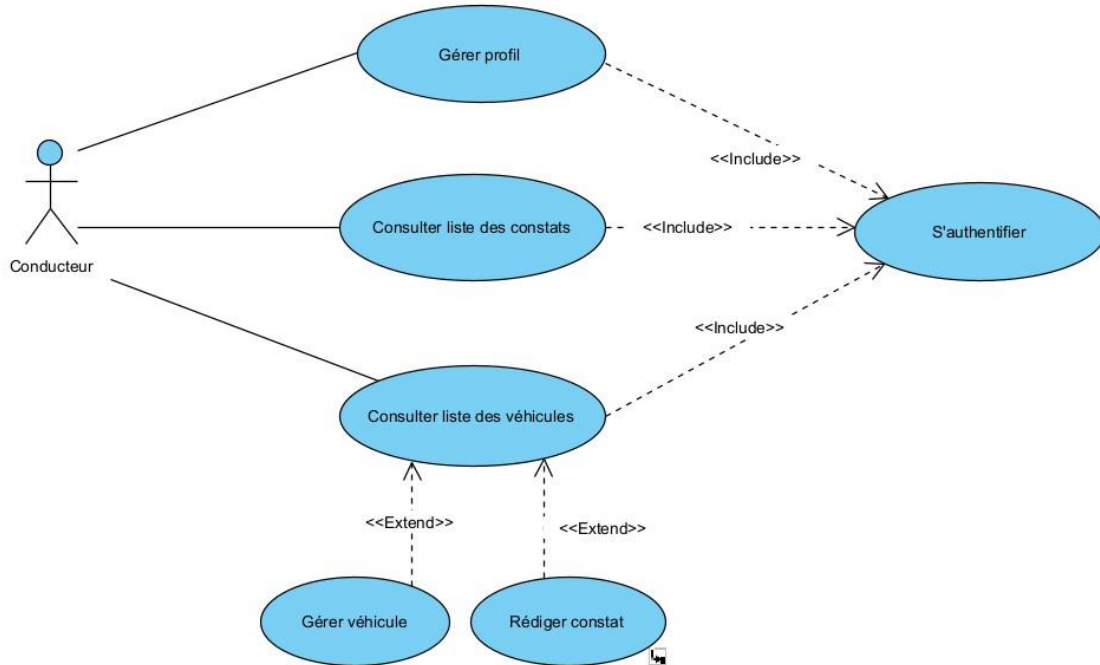 Gérer profil
<<Include>>
Consulter liste des constats
<<Include>>
S'authentifier
Conducteur
<<Include>>
Consulter liste des véhicules
<<Extend>>
<<Extend>>
Gérer véhicule
Rédiger constat